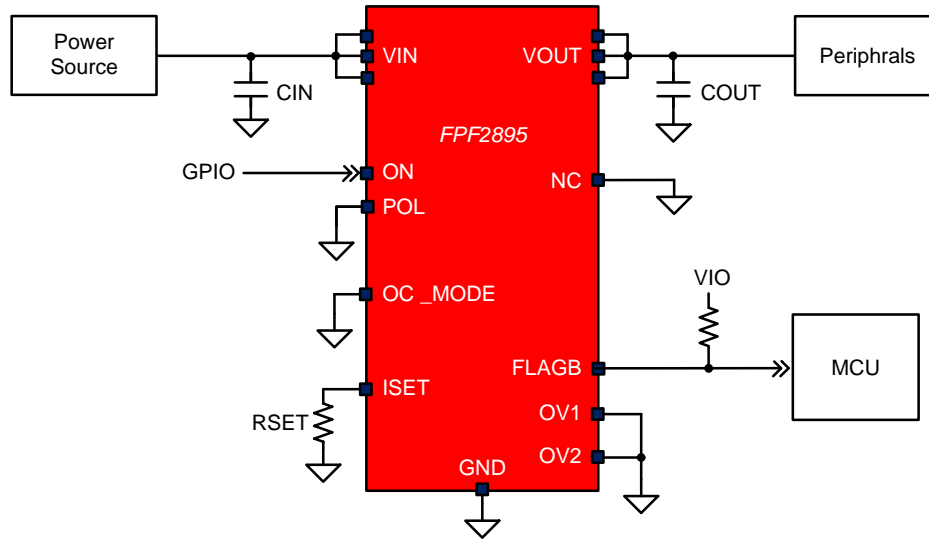 Power
Source
VIN
VOUT
Periphrals
CIN
COUT
FPF2895
GPIO
ON
NC
POL
VIO
OC _MODE
FLAGB
MCU
ISET
OV1
RSET
OV2
GND